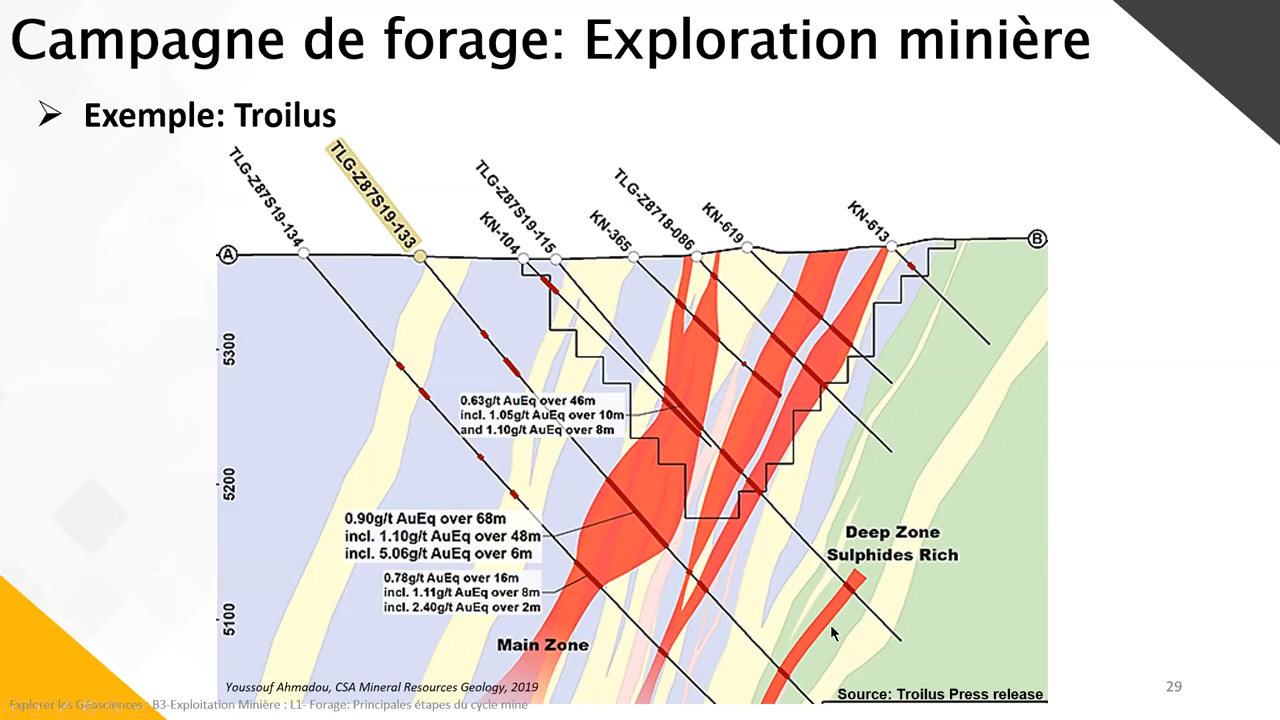 Campagne de forage: Exploration minière
Exemple: Troilus
TLG-Z87S19-134
TLG-Z87S19-133
KN-104
TLG-Z87S19-115
KN-365
TLG-Z8718-086
KN-619
KN-613
A
B
5300
5200
5100
0.63g/t AuEq over 46m
incl. 1.05g/t AuEq over 10m
and 1.10g/t AuEq over 8m
0.90g/t AuEq over 68m
incl. 1.10g/t AuEq over 48m
incl. 5.06g/t AuEq over 6m
0.78g/t AuEq over 16m
incl. 1.11g/t AuEq over 8m
incl. 2.40g/t AuEq over 2m
Main Zone
Deep Zone
Sulphides Rich
Youssouf Ahmadou, CSA Mineral Resources Geology, 2019
Source: Troilus Press release
29
Explorer les Géosciences : B3-Exploitation Minière : L1- Forage: Principales étapes du cycle mine